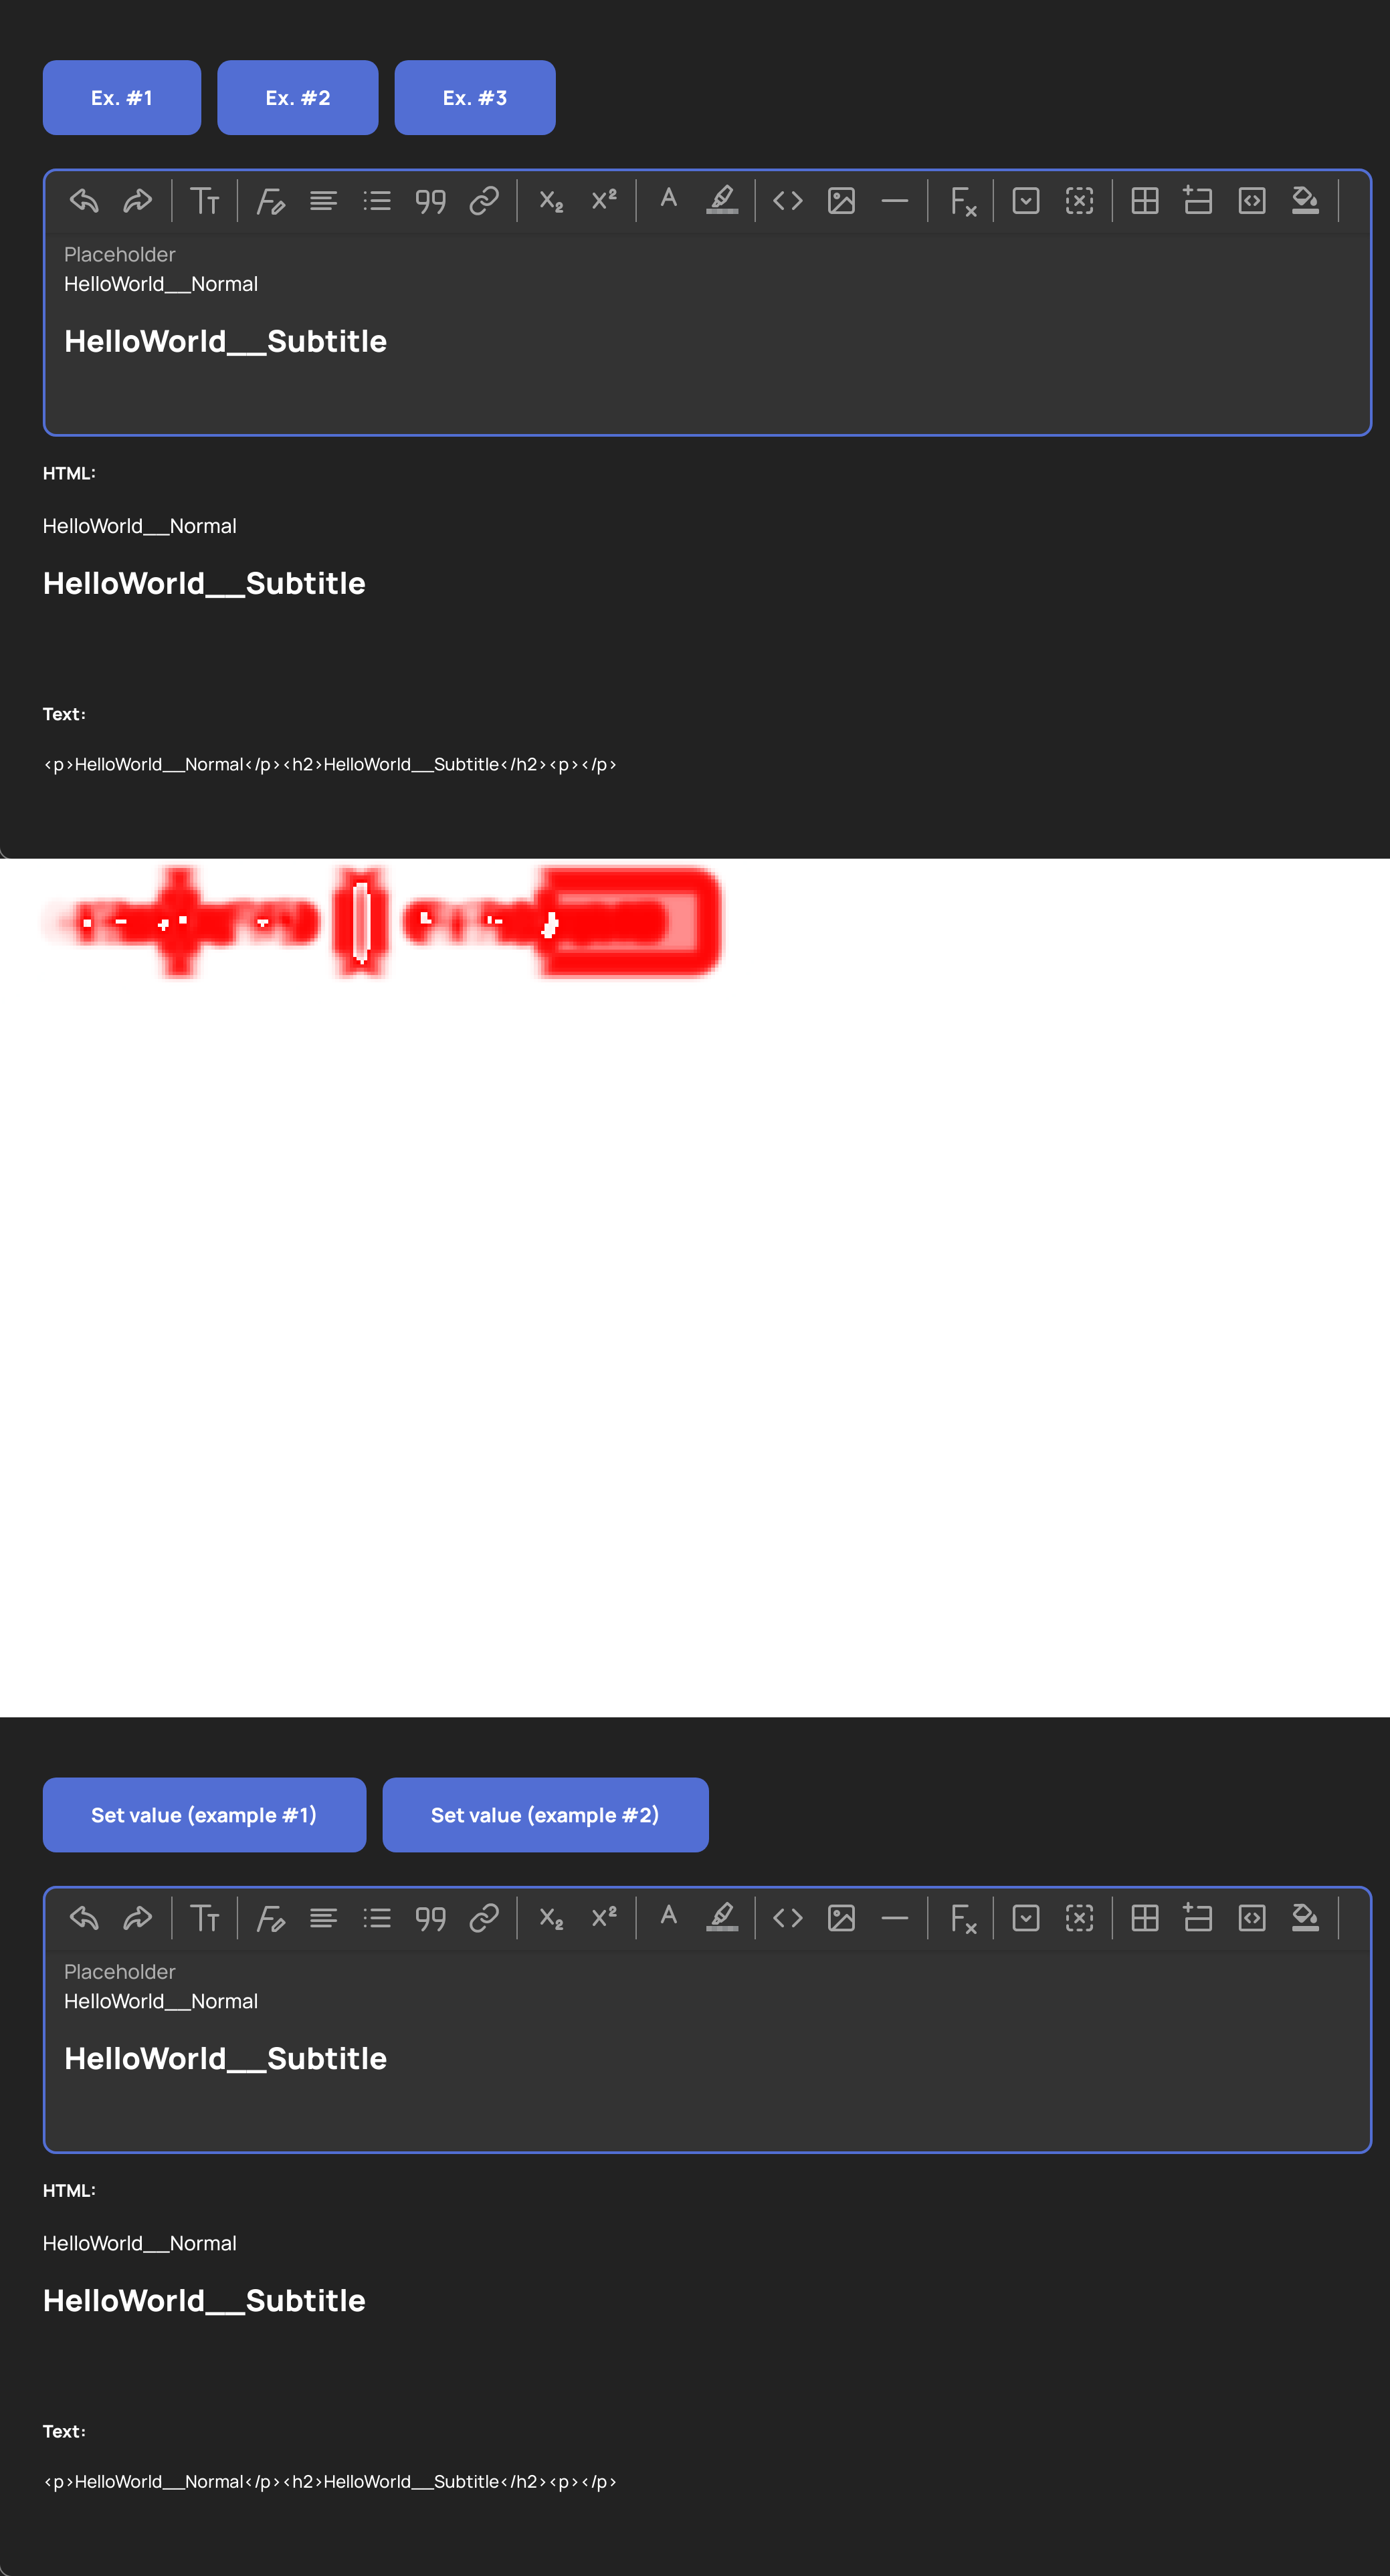 Ex. #1 Ex. #2 Ex. #3
Placeholder
HelloWorld__Normal
HelloWorld__Subtitle
HTML:
HelloWorld__Normal
HelloWorld__Subtitle
Text:
<p>HelloWorld__Normal</p><h2>HelloWorld__Subtitle</h2><p></p>
Set value (example #1) Set value (example #2)
Placeholder
HelloWorld__Normal
HelloWorld__Subtitle
HTML:
HelloWorld__Normal
HelloWorld__Subtitle
Text:
<p>HelloWorld__Normal</p><h2>HelloWorld__Subtitle</h2><p></p>